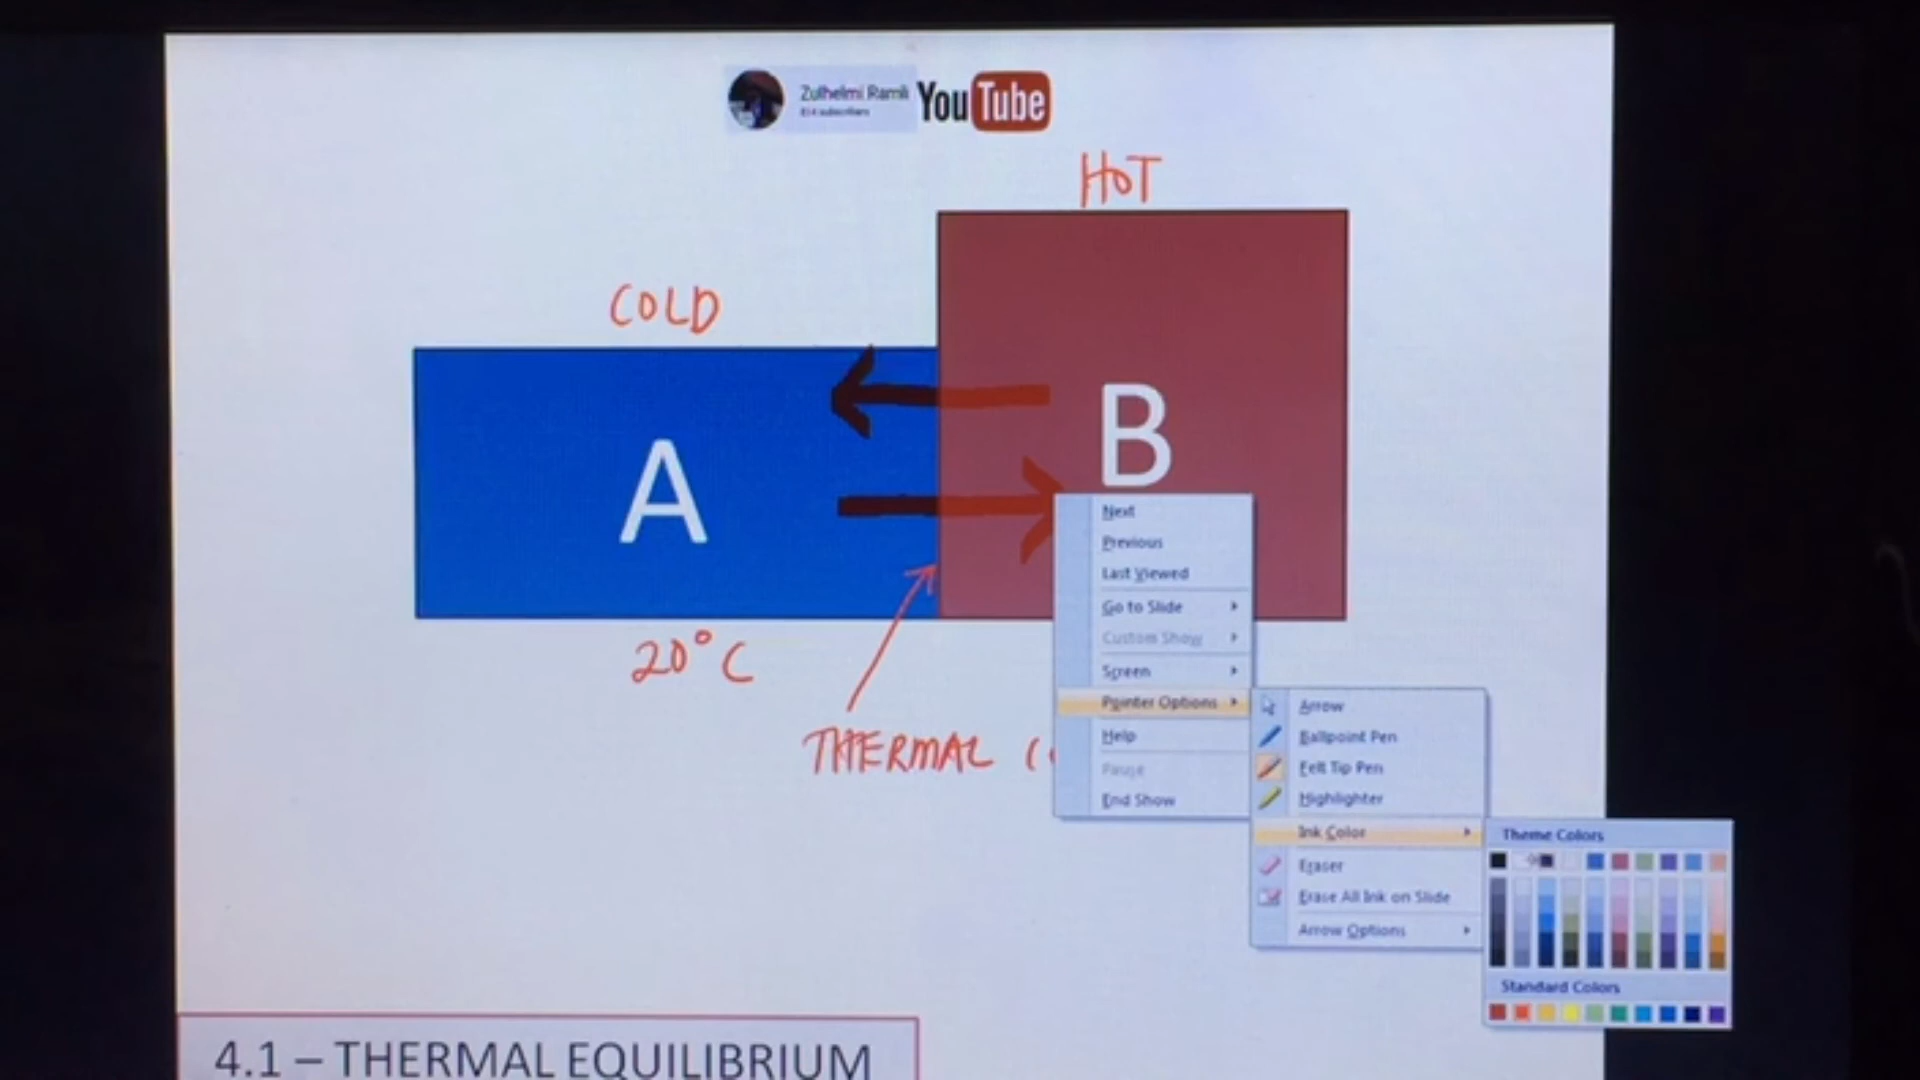 Zulhelmi Ramli
814 subscribers
YouTube
HOT
COLD
A
B
20°C
THERMAL
Next
Previous
Last Viewed
Go to Slide
Custom Show
Screen
Pointer Options
Help
Pause
End Show
Arrow
Ballpoint Pen
Felt Tip Pen
Highlighter
Ink Color
Eraser
Erase All Ink on Slide
Arrow Options
Theme Colors
Standard Colors
4.1 – THERMAL EQUILIBRIUM